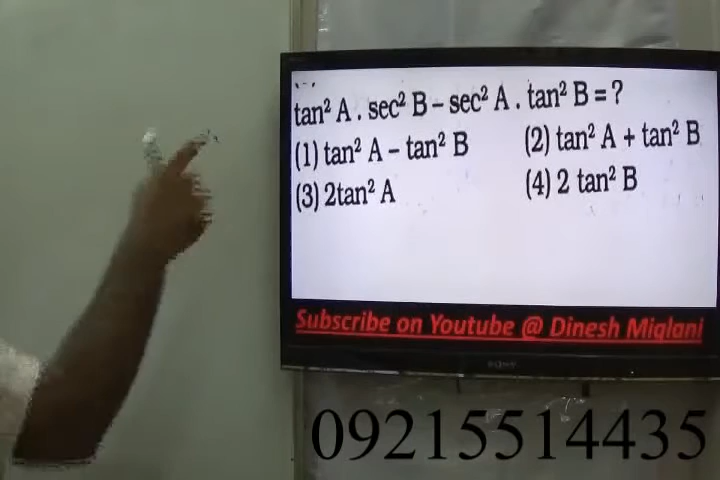 tan² A . sec² B – sec² A . tan² B = ?
(1) tan² A – tan² B (2) tan² A + tan² B
(3) 2tan² A (4) 2 tan² B
Subscribe on Youtube @ Dinesh Miglani
SONY
09215514435